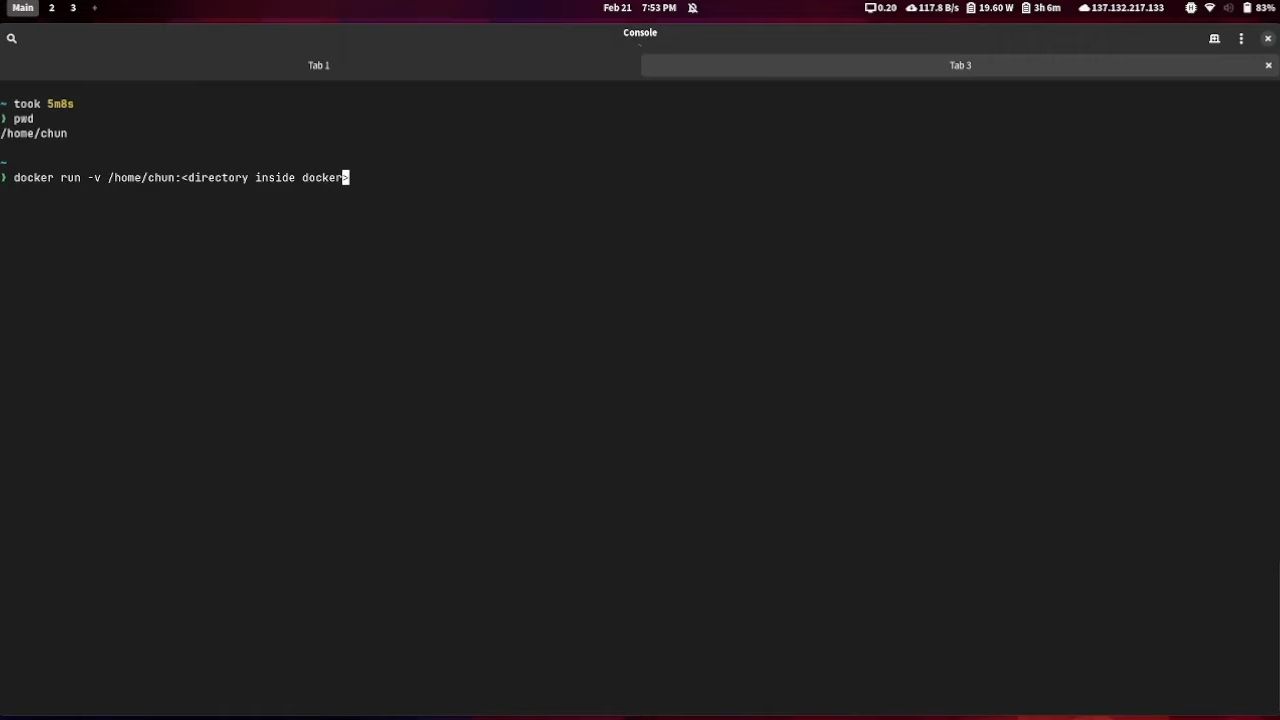 Main 2 3 + Feb 21 7:53 PM 0.20 117.8 B/s 19.60 W 3h 6m 137.132.217.133 83%
Console
Tab 1 Tab 3
~ took 5m8s
❯ pwd
/home/chun
~
❯ docker run -v /home/chun:<directory inside docker>